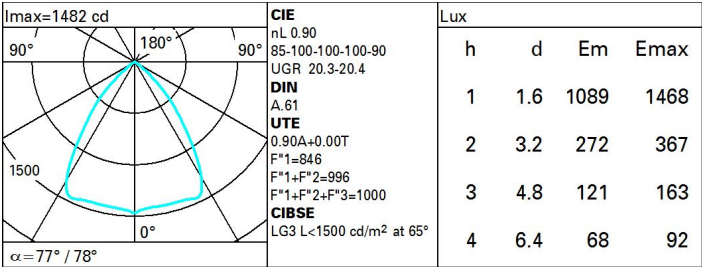 Imax=1482 cd
90° 180° 90°
1500
0°
α=77° / 78°
CIE
nL 0.90
85-100-100-100-90
UGR 20.3-20.4
DIN
A.61
UTE
0.90A+0.00T
F"1=846
F"1+F"2=996
F"1+F"2+F"3=1000
CIBSE
LG3 L<1500 cd/m² at 65°
Lux
h d Em Emax
1 1.6 1089 1468
2 3.2 272 367
3 4.8 121 163
4 6.4 68 92